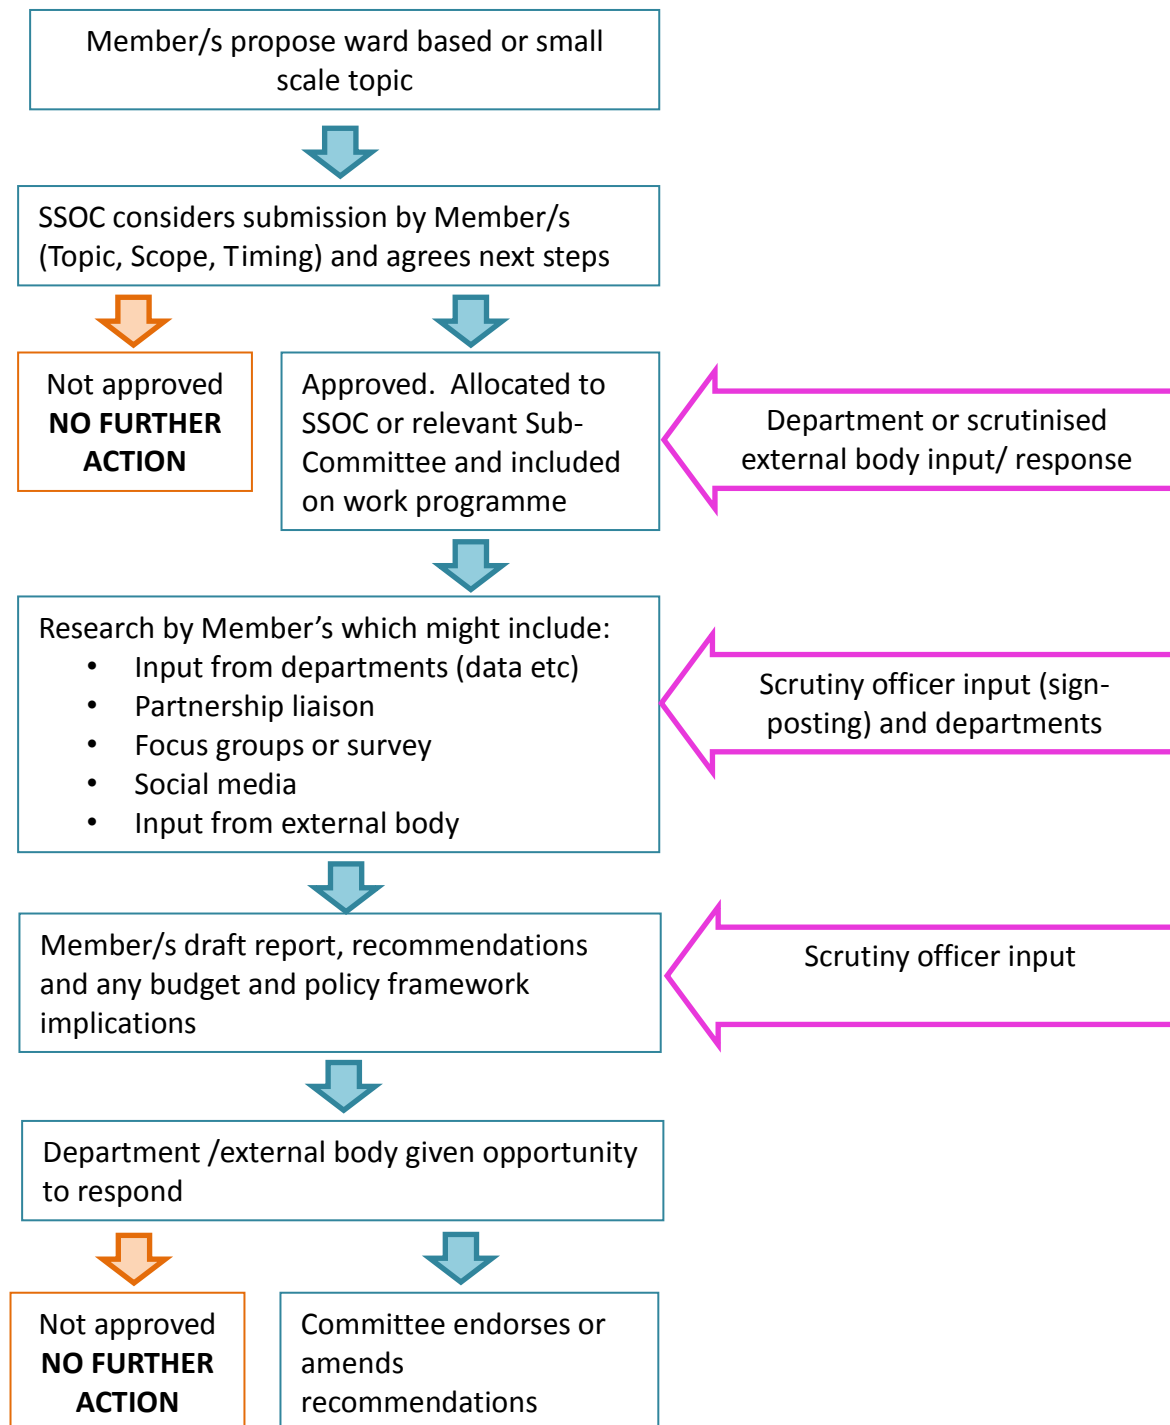 Member/s propose ward based or small
scale topic
SSOC considers submission by Member/s
(Topic, Scope, Timing) and agrees next steps
Not approved
NO FURTHER
ACTION
Approved.  Allocated to
SSOC or relevant Sub-
Committee and included
on work programme
Department or scrutinised
external body input/ response
Research by Member's which might include:
• Input from departments (data etc)
• Partnership liaison
• Focus groups or survey
• Social media
• Input from external body
Scrutiny officer input (sign-
posting) and departments
Member/s draft report, recommendations
and any budget and policy framework
implications
Scrutiny officer input
Department /external body given opportunity
to respond
Not approved
NO FURTHER
ACTION
Committee endorses or
amends
recommendations